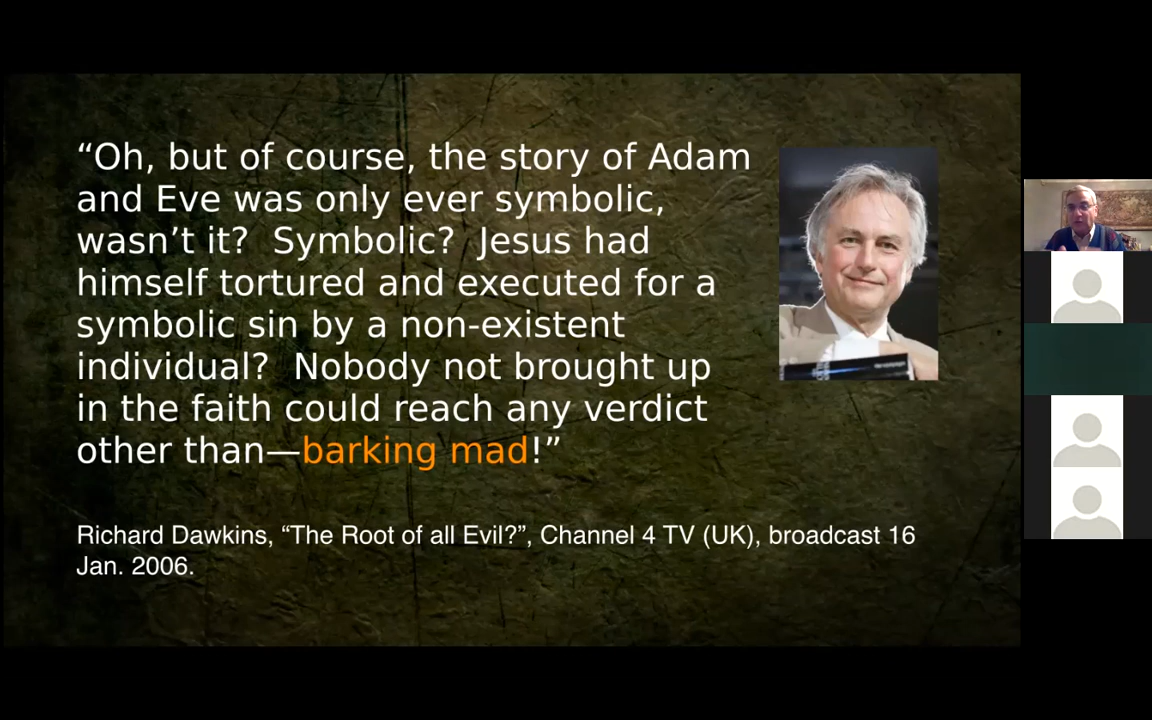 “Oh, but of course, the story of Adam
and Eve was only ever symbolic,
wasn’t it?  Symbolic?  Jesus had
himself tortured and executed for a
symbolic sin by a non-existent
individual?  Nobody not brought up
in the faith could reach any verdict
other than—barking mad!”
Richard Dawkins, “The Root of all Evil?”, Channel 4 TV (UK), broadcast 16
Jan. 2006.